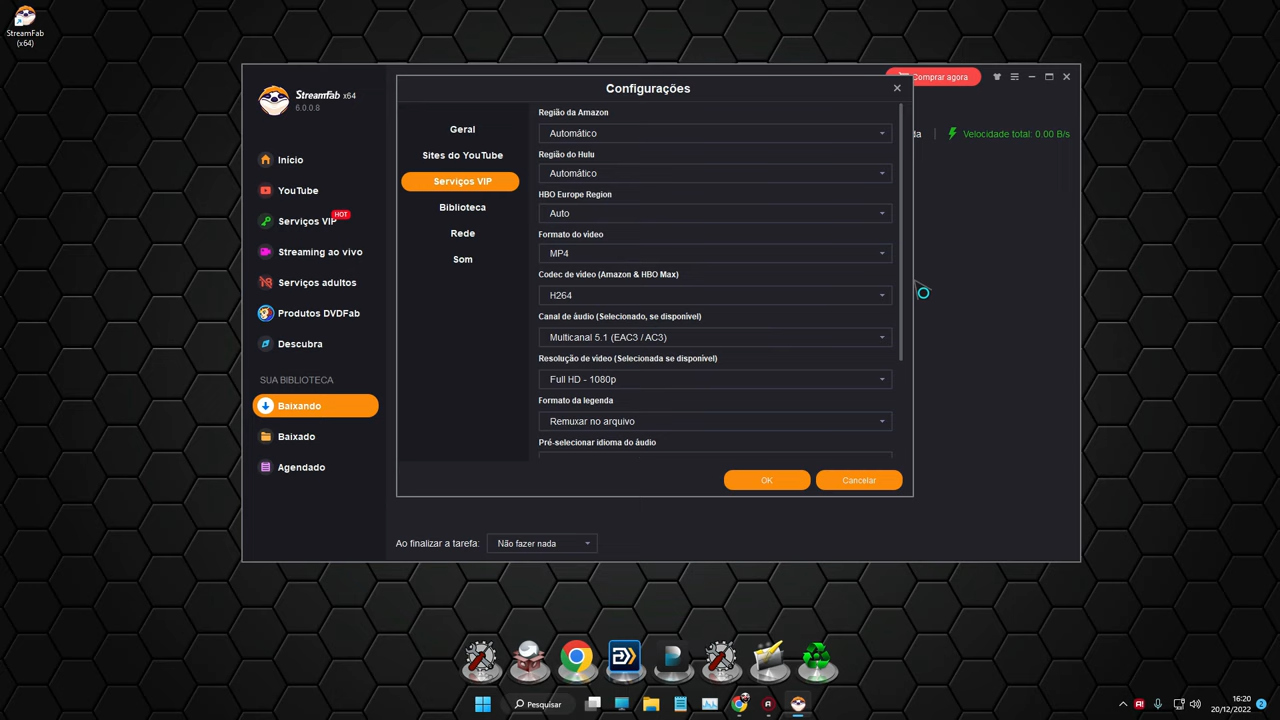 StreamFab
(x64)
StreamFab x64
6.0.0.8
Comprar agora
da
Velocidade total: 0.00 B/s
Início
YouTube
Serviços VIP
HOT
Streaming ao vivo
Serviços adultos
Produtos DVDFab
Descubra
SUA BIBLIOTECA
Baixando
Baixado
Agendado
Configurações
Geral
Sites do YouTube
Serviços VIP
Biblioteca
Rede
Som
Região da Amazon
Automático
Região do Hulu
Automático
HBO Europe Region
Auto
Formato do vídeo
MP4
Codec de vídeo (Amazon & HBO Max)
H264
Canal de áudio (Selecionado, se disponível)
Multicanal 5.1 (EAC3 / AC3)
Resolução de vídeo (Selecionada se disponível)
Full HD - 1080p
Formato da legenda
Remuxar no arquivo
Pré-selecionar idioma do áudio
OK
Cancelar
Ao finalizar a tarefa:
Não fazer nada
Pesquisar
16:20
20/12/2022
2